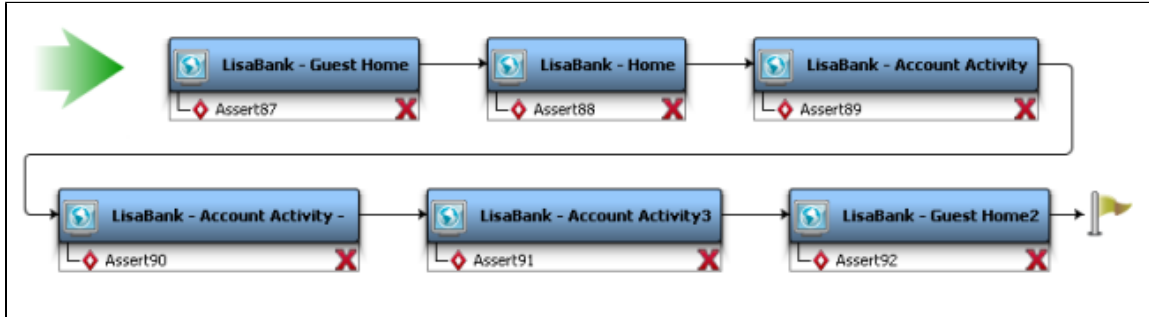 LisaBank - Guest Home
LisaBank - Home
LisaBank - Account Activity
Assert87
Assert88
Assert89
LisaBank - Account Activity -
LisaBank - Account Activity3
LisaBank - Guest Home2
Assert90
Assert91
Assert92